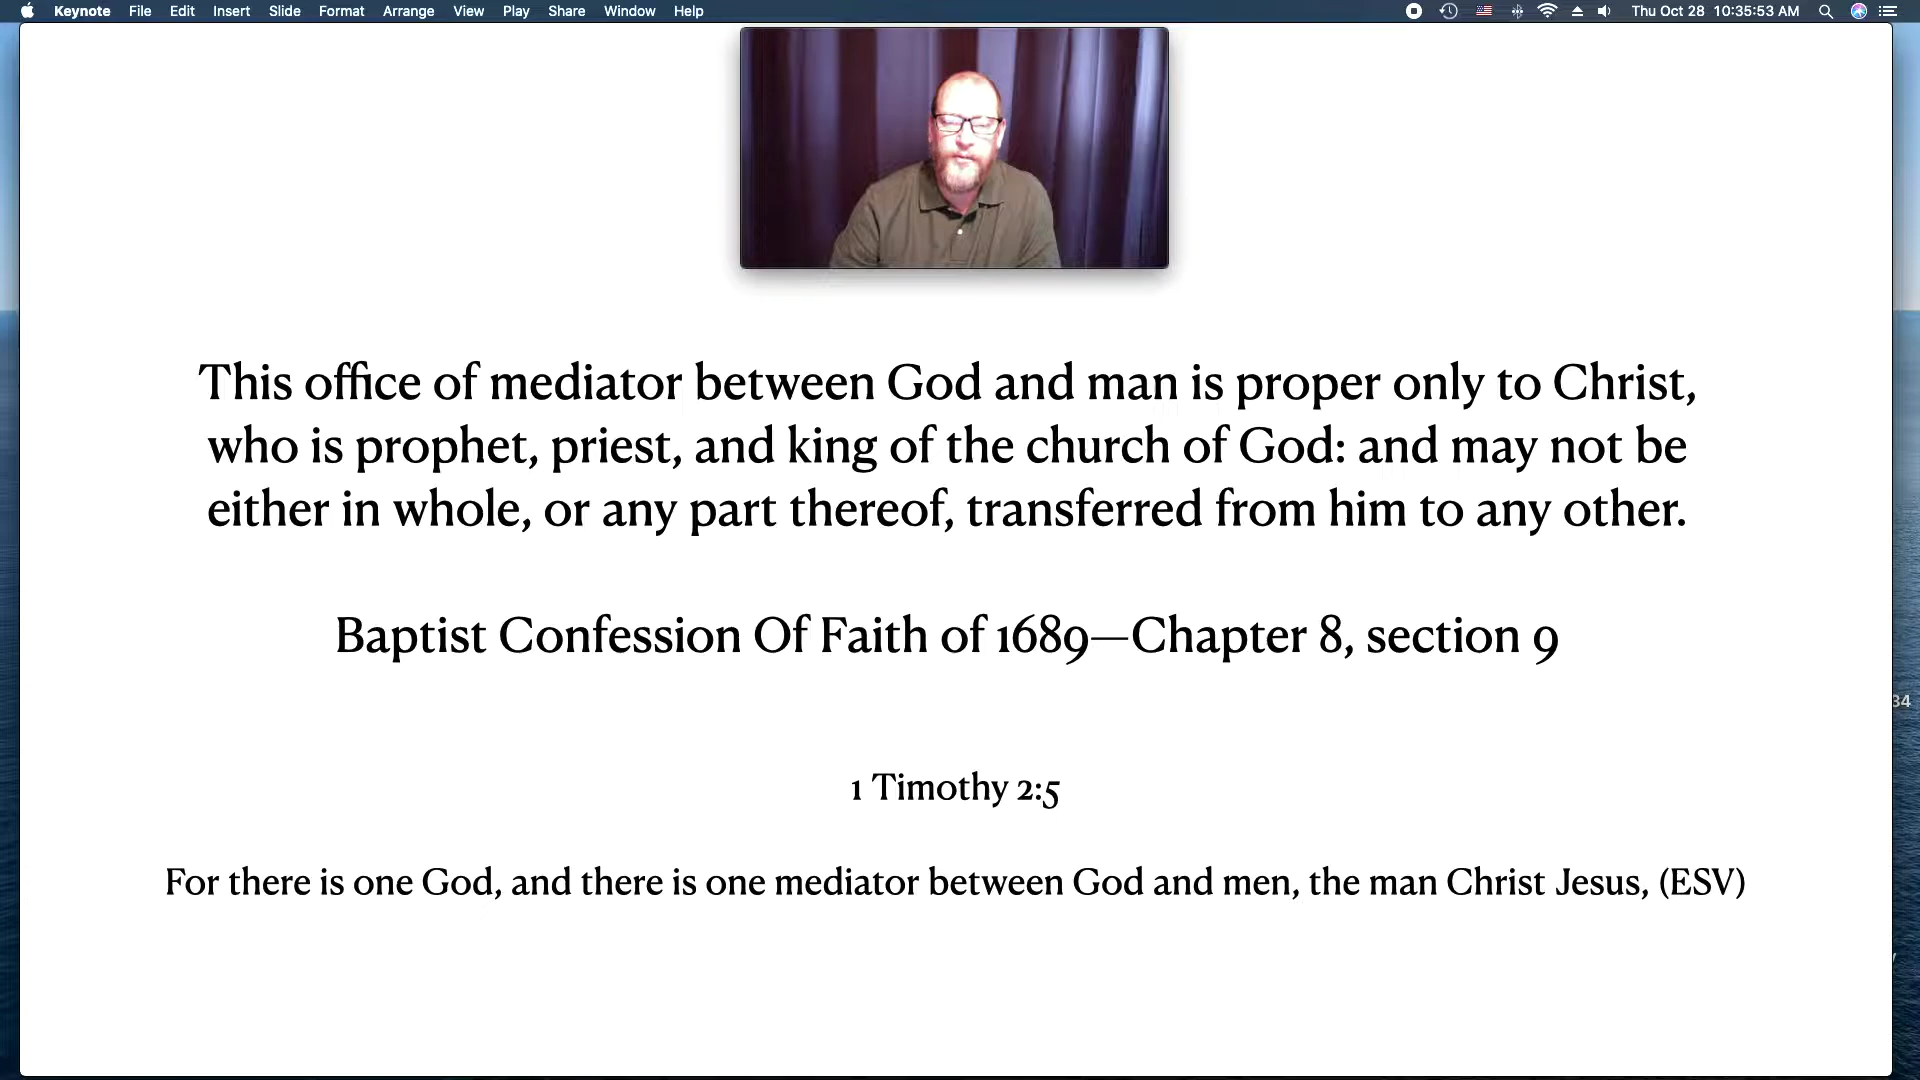 Keynote File Edit Insert Slide Format Arrange View Play Share Window Help Thu Oct 28 10:35:53 AM
This office of mediator between God and man is proper only to Christ,
who is prophet, priest, and king of the church of God: and may not be
either in whole, or any part thereof, transferred from him to any other.
Baptist Confession Of Faith of 1689—Chapter 8, section 9
34
1 Timothy 2:5
For there is one God, and there is one mediator between God and men, the man Christ Jesus, (ESV)